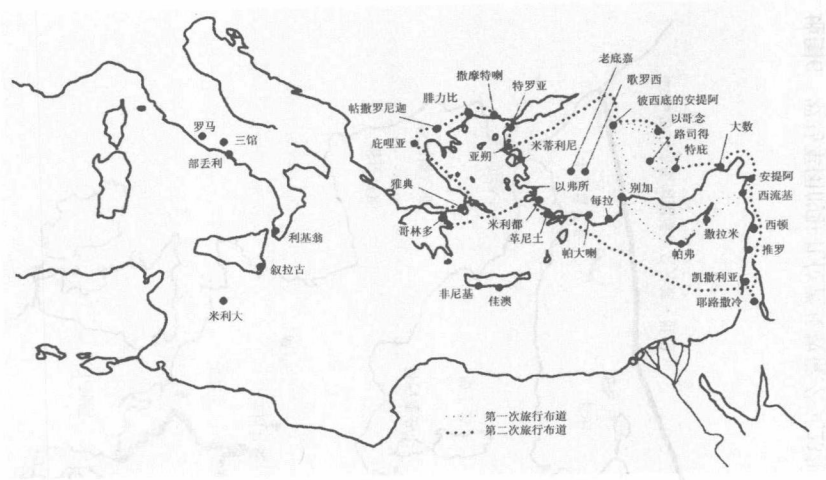 老底嘉
歌罗西
撒摩特喇
特罗亚
腓力比
彼西底的安提阿
帖撒罗尼迦
以哥念
路司得
特庇
大数
罗马
三馆
部丢利
庇哩亚
亚朔
米蒂利尼
安提阿
西流基
雅典
以弗所
别加
每拉
哥林多
米利都
革尼土
帕大喇
撒拉米
西顿
利基翁
帕弗
推罗
叙拉古
凯撒利亚
非尼基
佳澳
耶路撒冷
米利大
第一次旅行布道
第二次旅行布道